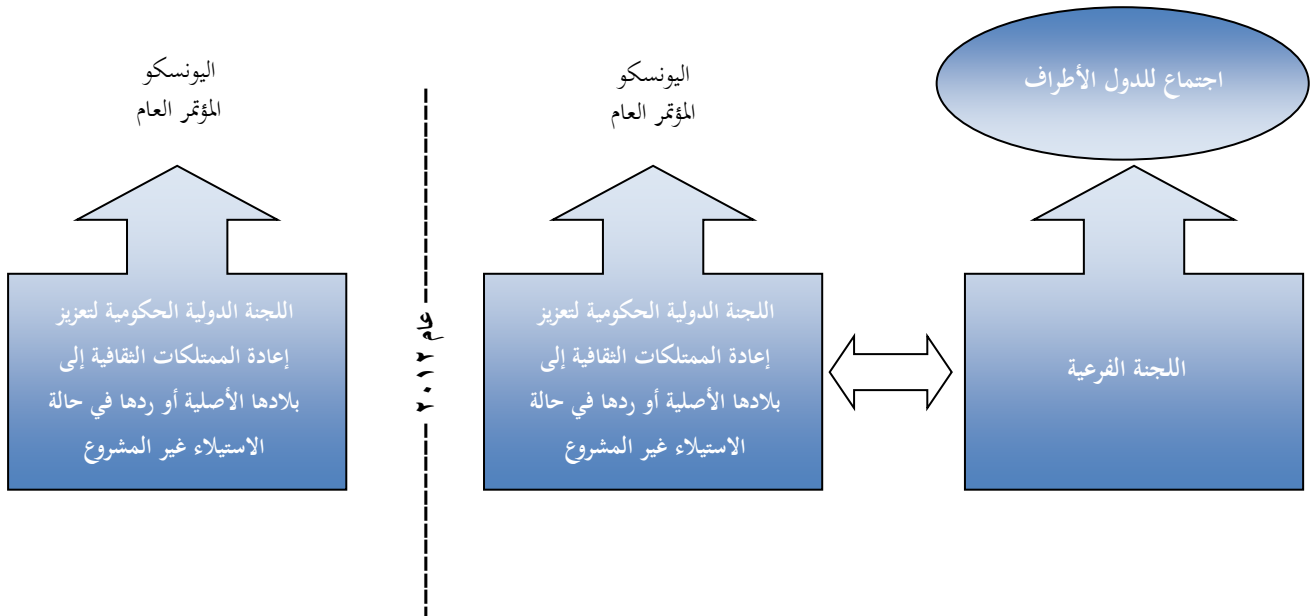 اجتماع للدول الأطراف
اليونسكو
المؤتمر العام
اليونسكو
المؤتمر العام
اللجنة الفرعية
اللجنة الدولية الحكومية لتعزيز
إعادة الممتلكات الثقافية إلى
بلادها الأصلية أو ردها في حالة
الاستيلاء غير المشروع
عام ٢٠١٢
اللجنة الدولية الحكومية لتعزيز
إعادة الممتلكات الثقافية إلى
بلادها الأصلية أو ردها في حالة
الاستيلاء غير المشروع